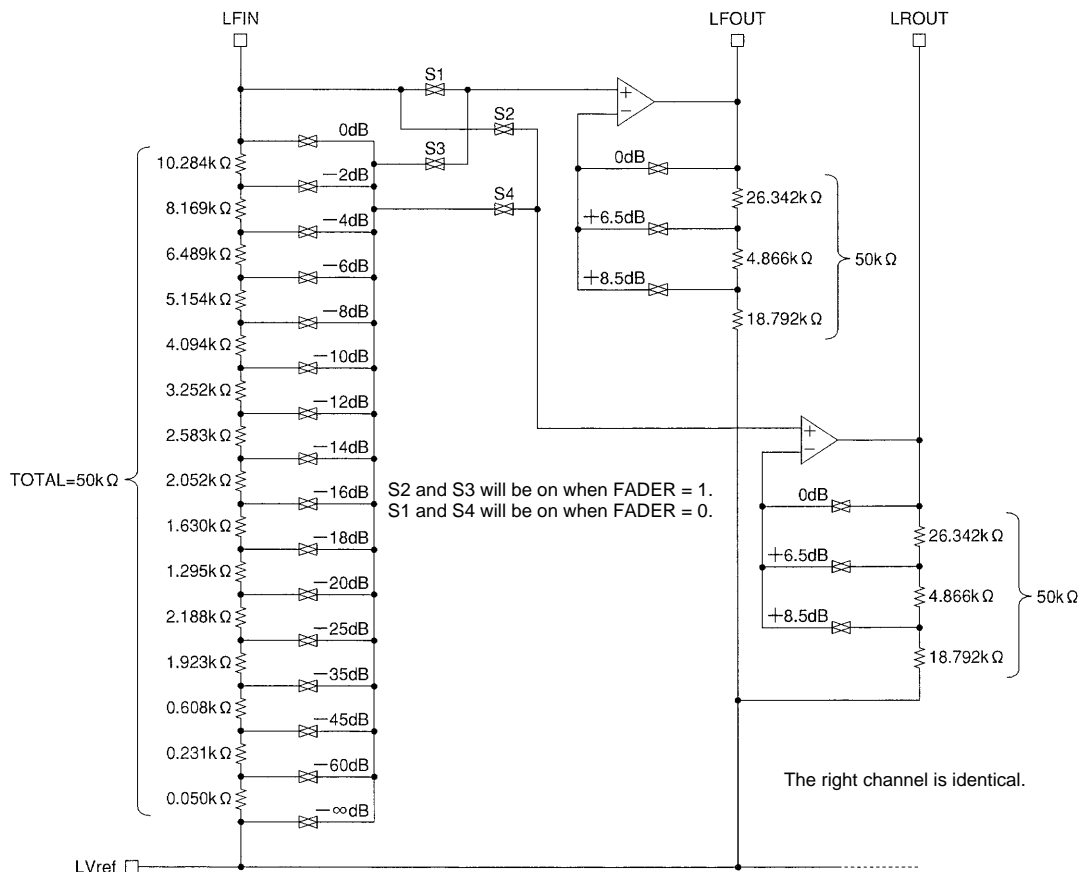 LFIN
LFOUT
LROUT
S1
S2
S3
S4
0dB
10.284kΩ
−2dB
8.169kΩ
−4dB
6.489kΩ
−6dB
5.154kΩ
−8dB
4.094kΩ
−10dB
3.252kΩ
−12dB
2.583kΩ
−14dB
2.052kΩ
−16dB
1.630kΩ
−18dB
1.295kΩ
−20dB
2.188kΩ
−25dB
1.923kΩ
−35dB
0.608kΩ
−45dB
0.231kΩ
−60dB
0.050kΩ
−∞dB
TOTAL=50kΩ
LVref
+
−
0dB
26.342kΩ
+6.5dB
4.866kΩ
50kΩ
+8.5dB
18.792kΩ
S2 and S3 will be on when FADER = 1.
S1 and S4 will be on when FADER = 0.
+
−
0dB
26.342kΩ
+6.5dB
4.866kΩ
50kΩ
+8.5dB
18.792kΩ
The right channel is identical.